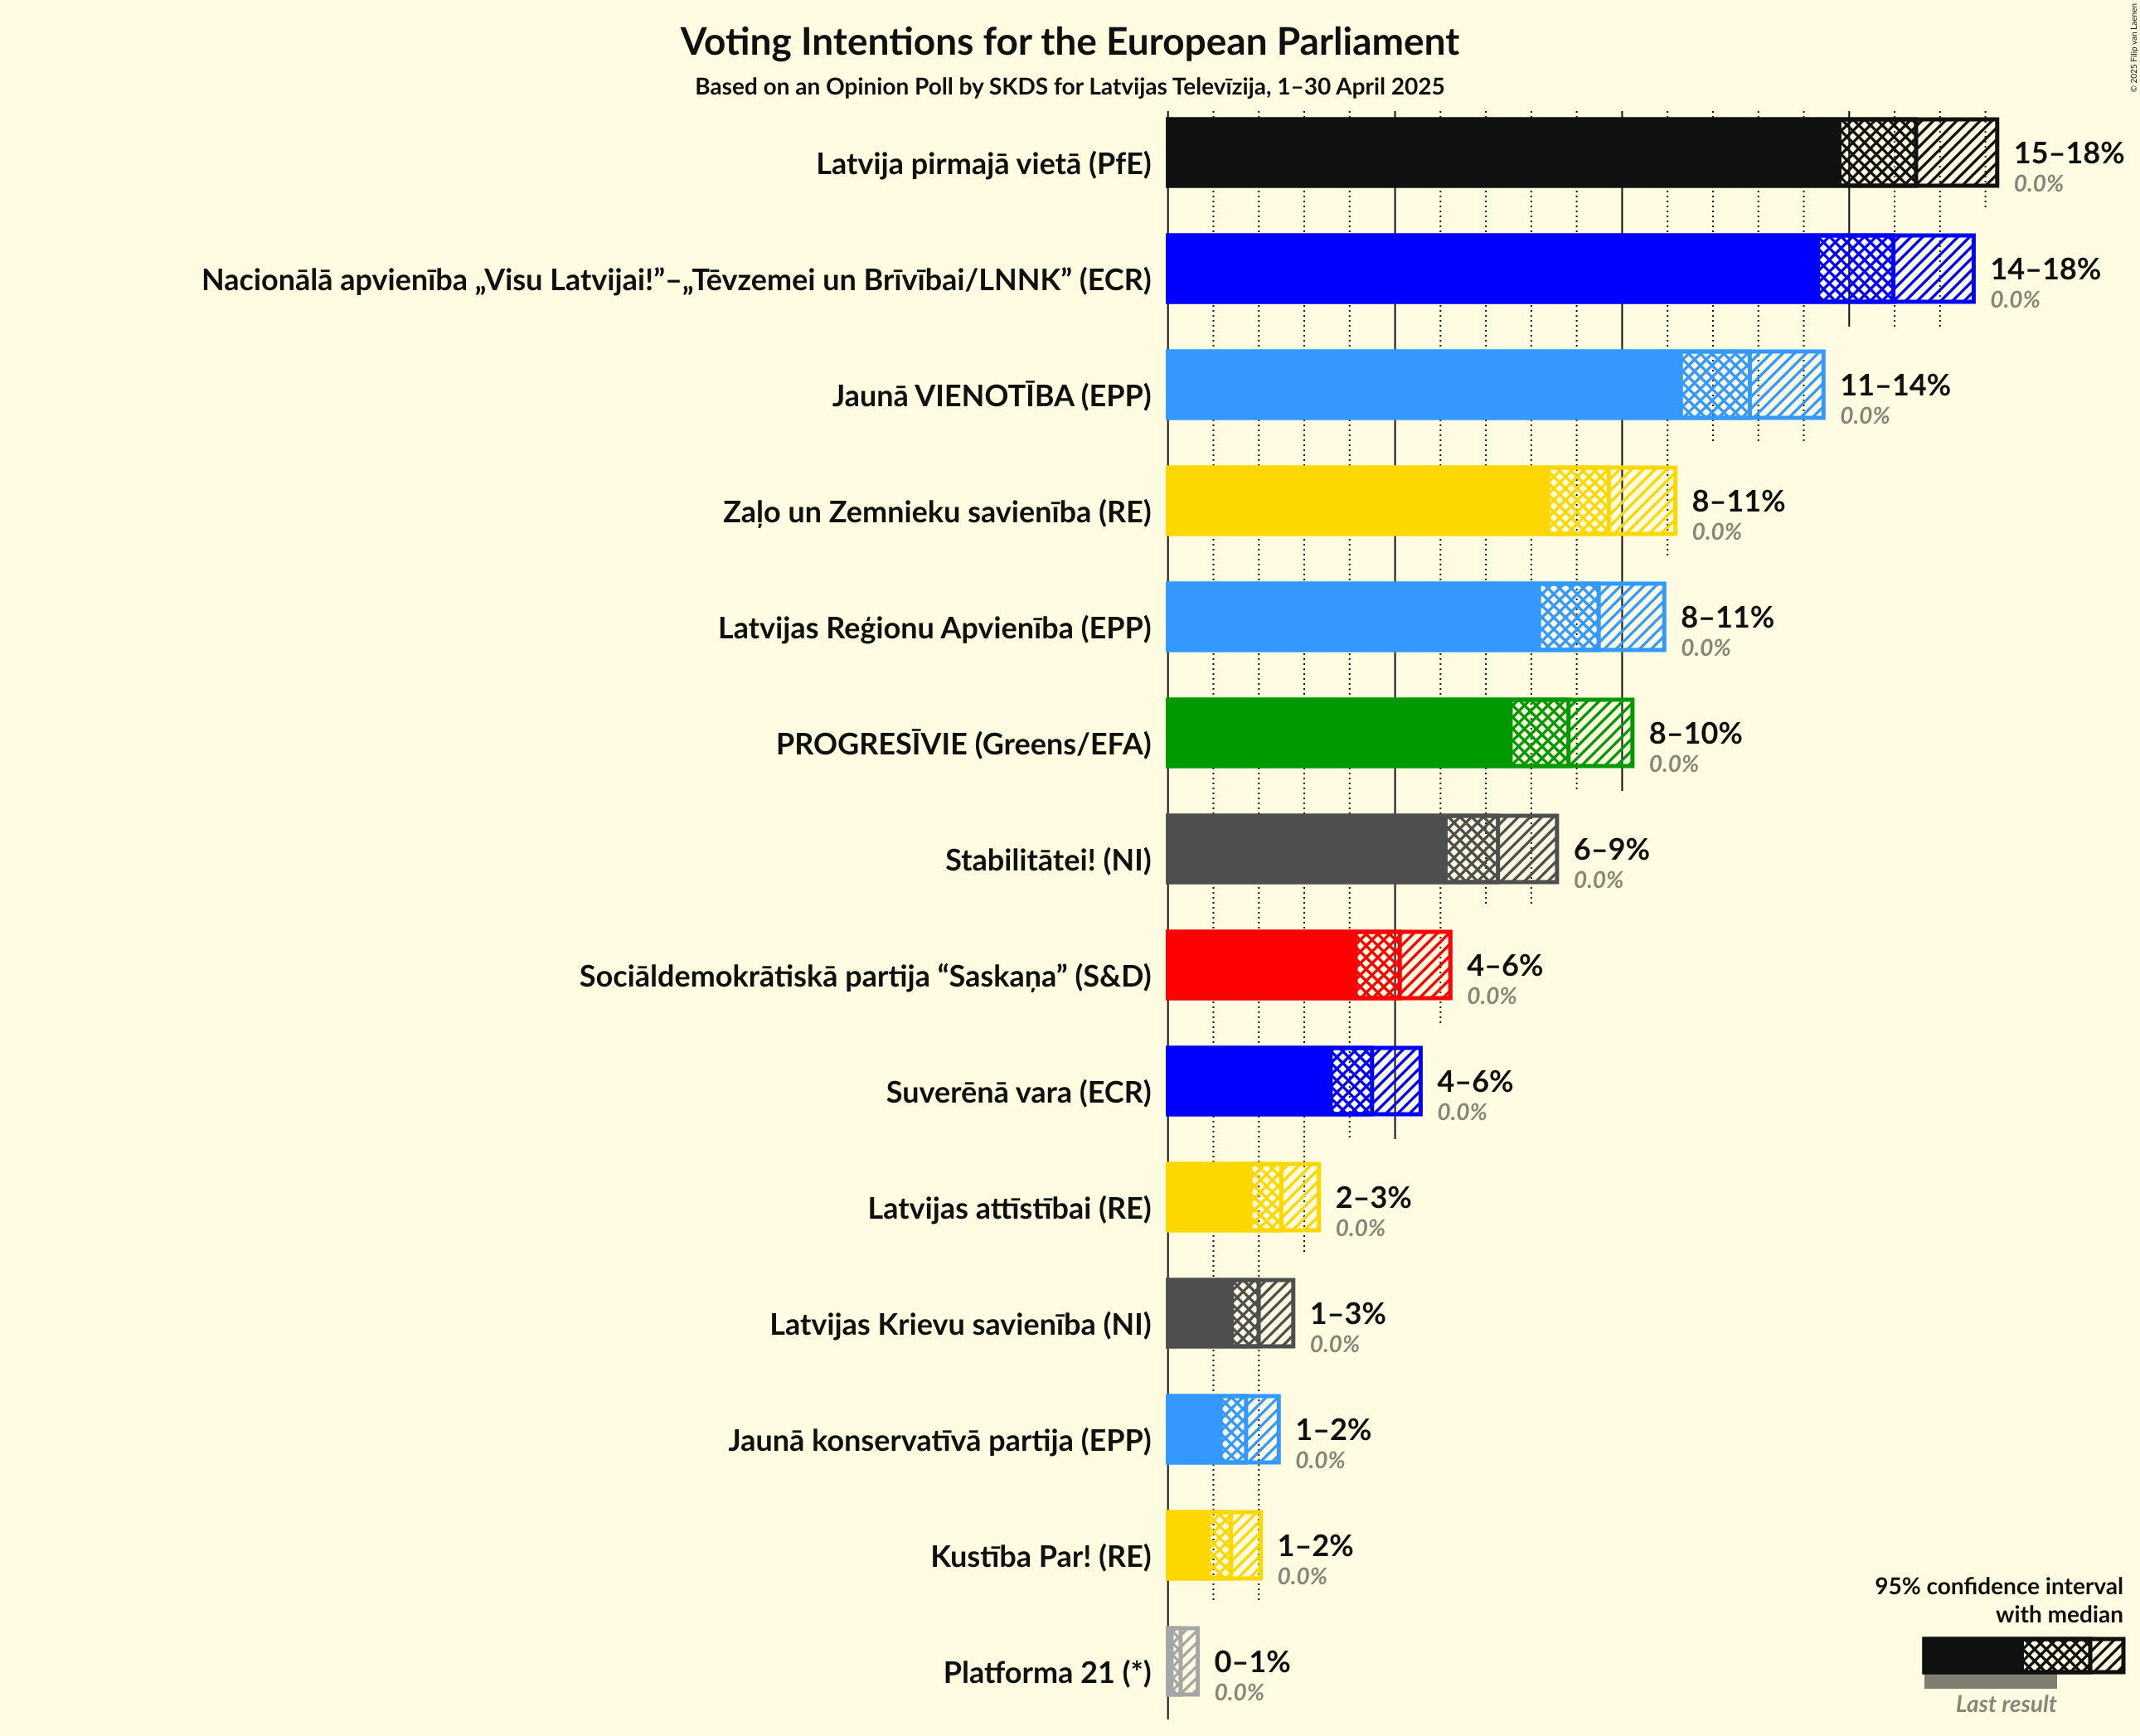 Voting Intentions for the European Parliament
Based on an Opinion Poll by SKDS for Latvijas Televīzija, 1–30 April 2025
© 2025 Filip van Laenen
Latvija pirmajā vietā (PfE)
15–18%
0.0%
Nacionālā apvienība „Visu Latvijai!”–„Tēvzemei un Brīvībai/LNNK” (ECR)
14–18%
0.0%
Jaunā VIENOTĪBA (EPP)
11–14%
0.0%
Zaļo un Zemnieku savienība (RE)
8–11%
0.0%
Latvijas Reģionu Apvienība (EPP)
8–11%
0.0%
PROGRESĪVIE (Greens/EFA)
8–10%
0.0%
Stabilitātei! (NI)
6–9%
0.0%
Sociāldemokrātiskā partija “Saskaņa” (S&D)
4–6%
0.0%
Suverēnā vara (ECR)
4–6%
0.0%
Latvijas attīstībai (RE)
2–3%
0.0%
Latvijas Krievu savienība (NI)
1–3%
0.0%
Jaunā konservatīvā partija (EPP)
1–2%
0.0%
Kustība Par! (RE)
1–2%
0.0%
Platforma 21 (*)
0–1%
0.0%
95% confidence interval
with median
Last result